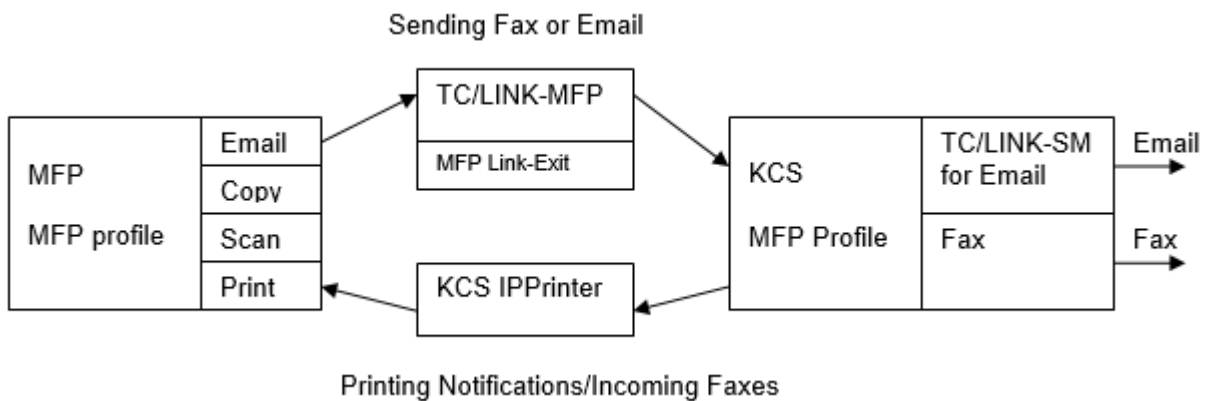 Sending Fax or Email
TC/LINK-MFP
MFP Link-Exit
MFP
MFP profile
Email
Copy
Scan
Print
KCS
MFP Profile
TC/LINK-SM
for Email
Fax
Email
Fax
KCS IPPrinter
Printing Notifications/Incoming Faxes